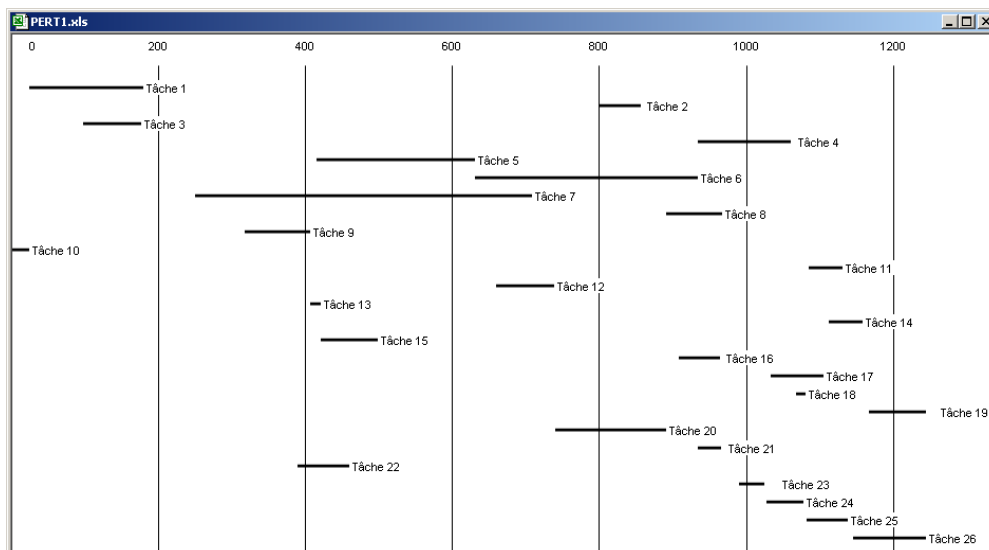 PERT1.xls
0 200 400 600 800 1000 1200
Tâche 1
Tâche 2
Tâche 3
Tâche 4
Tâche 5
Tâche 6
Tâche 7
Tâche 8
Tâche 9
Tâche 10
Tâche 11
Tâche 12
Tâche 13
Tâche 14
Tâche 15
Tâche 16
Tâche 17
Tâche 18
Tâche 19
Tâche 20
Tâche 21
Tâche 22
Tâche 23
Tâche 24
Tâche 25
Tâche 26